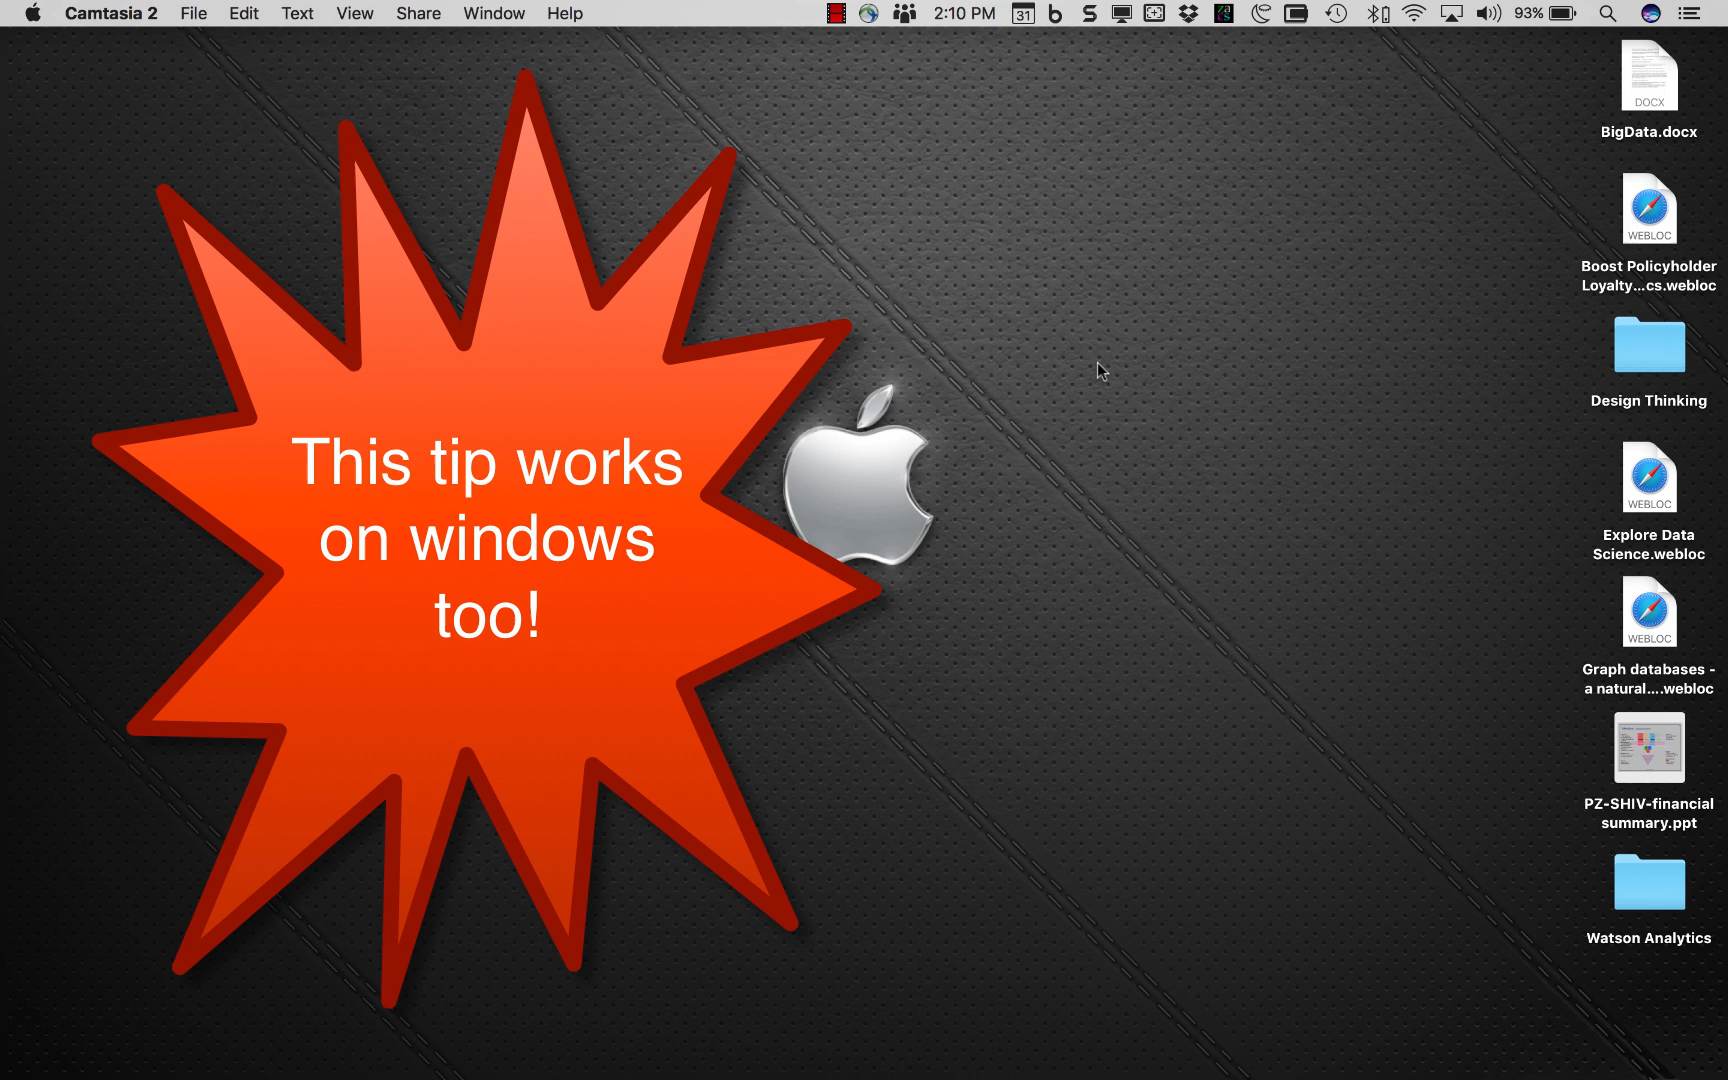 Camtasia 2 File Edit Text View Share Window Help 2:10 PM 31 93%
DOCX
BigData.docx
WEBLOC
Boost Policyholder
Loyalty...cs.webloc
Design Thinking
WEBLOC
Explore Data
Science.webloc
WEBLOC
Graph databases -
a natural....webloc
PZ-SHIV-financial
summary.ppt
Watson Analytics
This tip works
on windows
too!